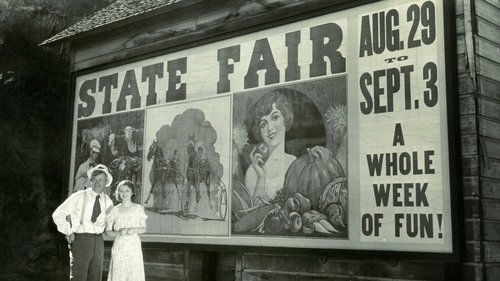 STATE FAIR
AUG. 29
TO
SEPT. 3
A
WHOLE
WEEK
OF FUN!